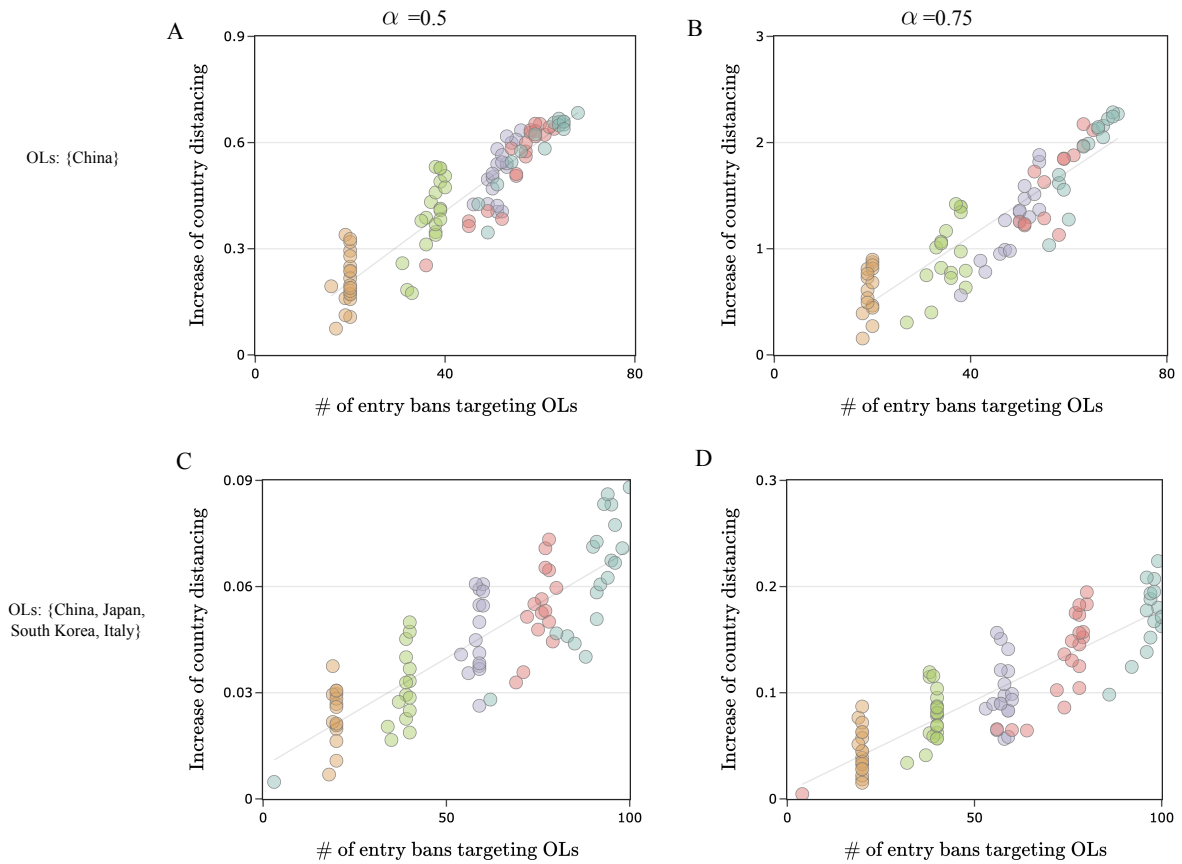 α =0.5
α =0.75
A
B
OLs: {China}
Increase of country distancing
0.9
0.6
0.3
0
0
40
80
# of entry bans targeting OLs
Increase of country distancing
3
2
1
0
0
40
80
# of entry bans targeting OLs
C
D
OLs: {China, Japan,
South Korea, Italy}
Increase of country distancing
0.09
0.06
0.03
0
0
50
100
# of entry bans targeting OLs
Increase of country distancing
0.3
0.2
0.1
0
0
50
100
# of entry bans targeting OLs